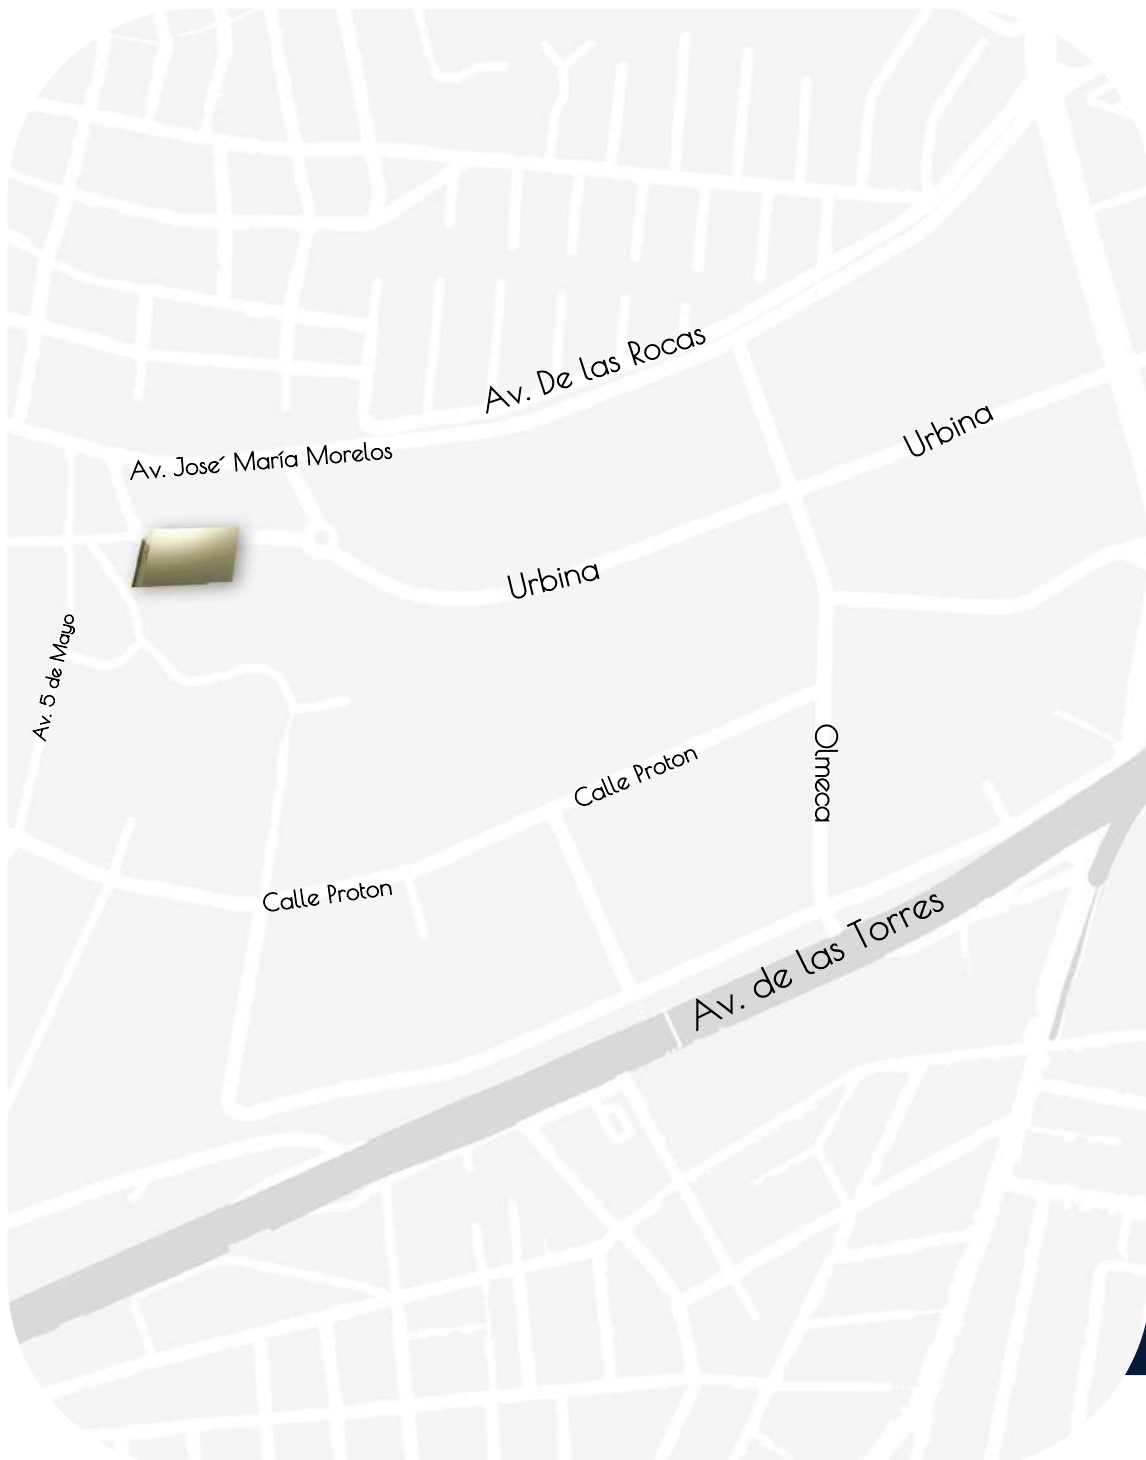 Av. De las Rocas
Urbina
Av. José María Morelos
Urbina
Av. 5 de Mayo
Calle Proton
Olmeca
Calle Proton
Av. de las Torres